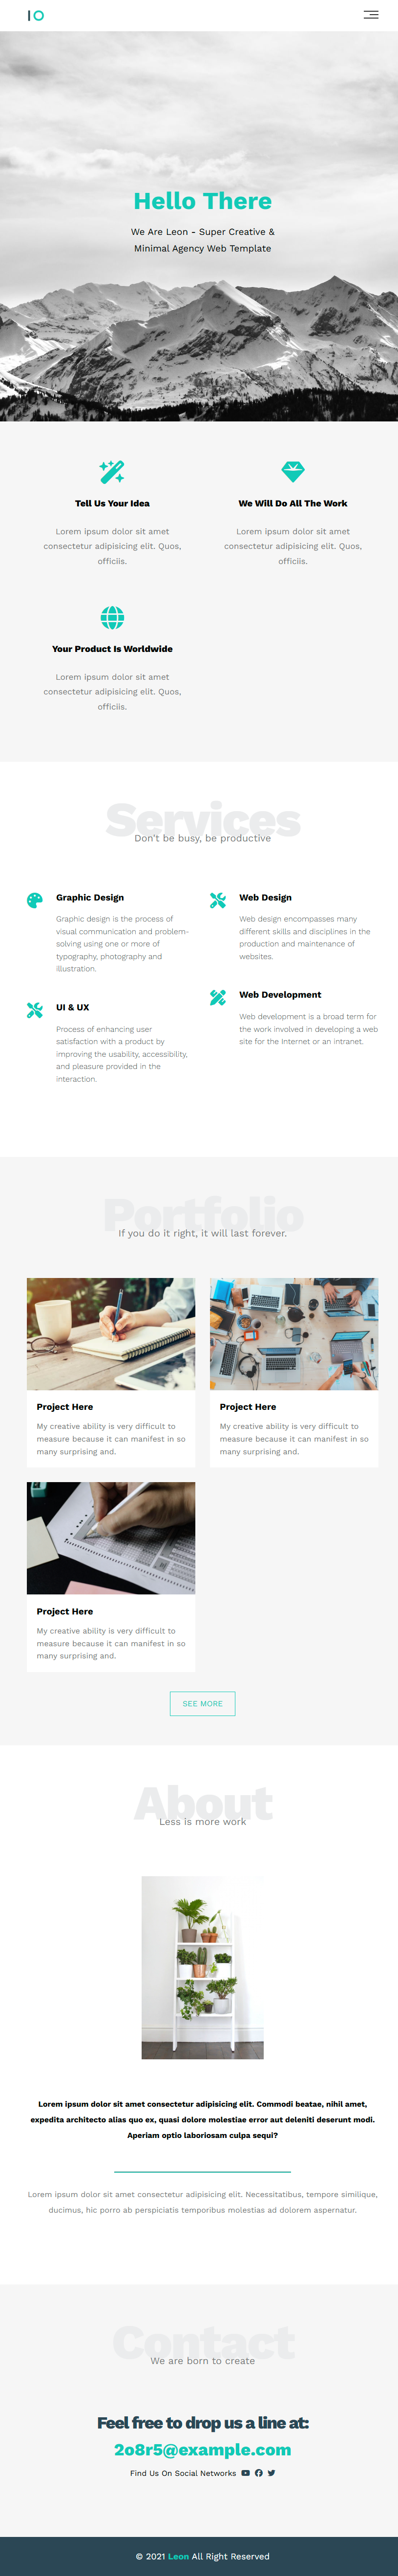 IO
Hello There
We Are Leon - Super Creative &
Minimal Agency Web Template
Tell Us Your Idea
Lorem ipsum dolor sit amet
consectetur adipisicing elit. Quos,
officiis.
We Will Do All The Work
Lorem ipsum dolor sit amet
consectetur adipisicing elit. Quos,
officiis.
Your Product Is Worldwide
Lorem ipsum dolor sit amet
consectetur adipisicing elit. Quos,
officiis.
Services
Don't be busy, be productive
Graphic Design
Graphic design is the process of
visual communication and problem-
solving using one or more of
typography, photography and
illustration.
Web Design
Web design encompasses many
different skills and disciplines in the
production and maintenance of
websites.
UI & UX
Process of enhancing user
satisfaction with a product by
improving the usability, accessibility,
and pleasure provided in the
interaction.
Web Development
Web development is a broad term for
the work involved in developing a web
site for the Internet or an intranet.
Portfolio
If you do it right, it will last forever.
Project Here
My creative ability is very difficult to
measure because it can manifest in so
many surprising and.
Project Here
My creative ability is very difficult to
measure because it can manifest in so
many surprising and.
Project Here
My creative ability is very difficult to
measure because it can manifest in so
many surprising and.
SEE MORE
About
Less is more work
Lorem ipsum dolor sit amet consectetur adipisicing elit. Commodi beatae, nihil amet,
expedita architecto alias quo ex, quasi dolore molestiae error aut deleniti deserunt modi.
Aperiam optio laboriosam culpa sequi?
Lorem ipsum dolor sit amet consectetur adipisicing elit. Necessitatibus, tempore similique,
ducimus, hic porro ab perspiciatis temporibus molestias ad dolorem aspernatur.
Contact
We are born to create
Feel free to drop us a line at:
2o8r5@example.com
Find Us On Social Networks
© 2021 Leon All Right Reserved